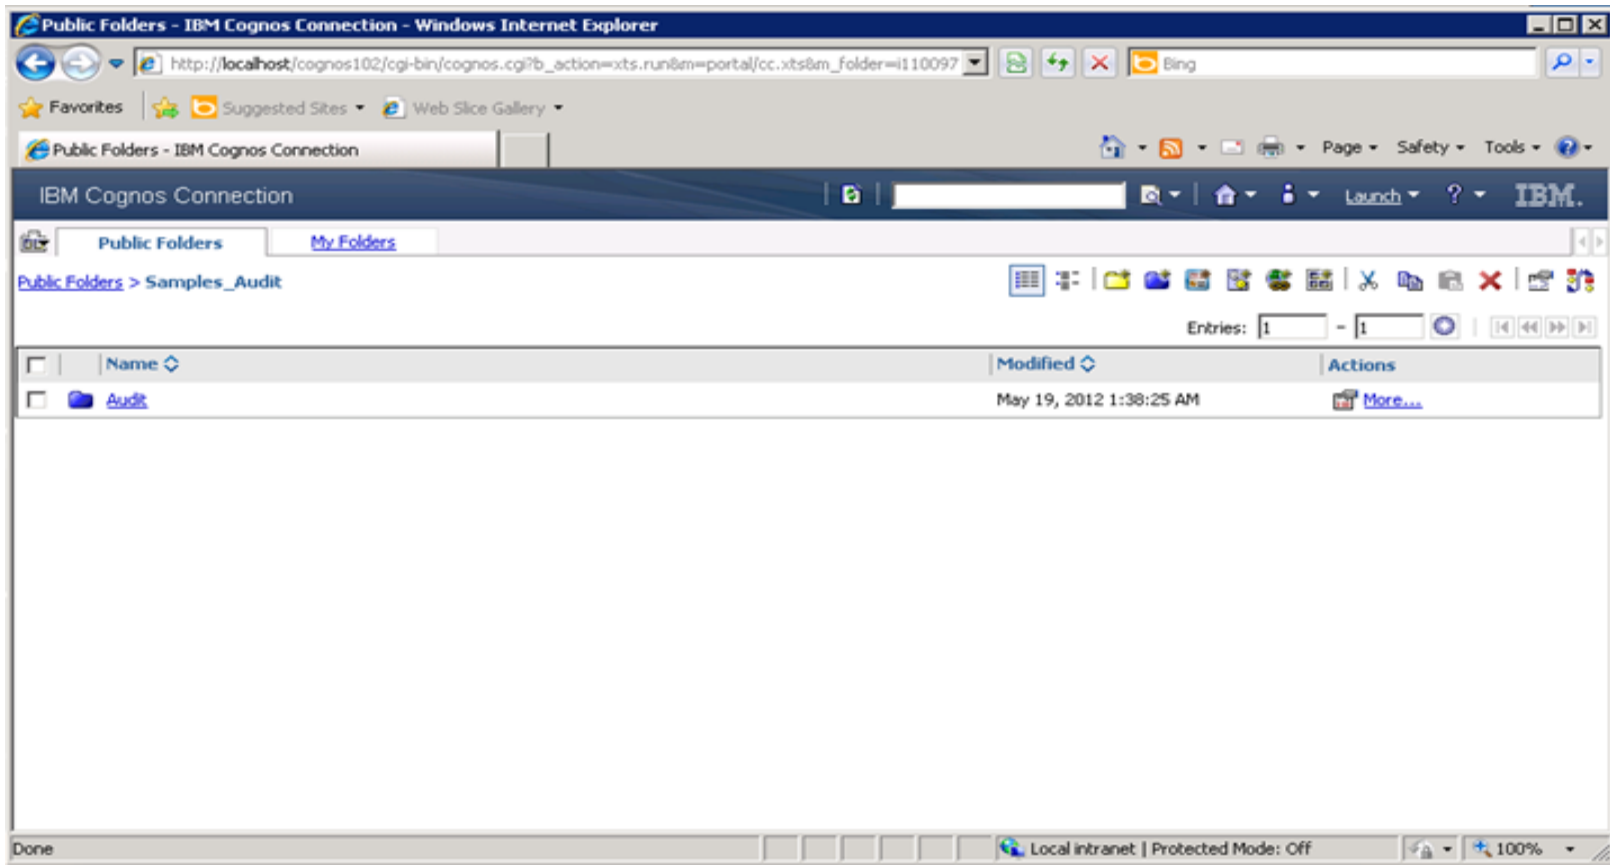 Public Folders - IBM Cognos Connection - Windows Internet Explorer
http://localhost/cognos102/cgi-bin/cognos.cgi?b_action=xts.run&m=portal/cc.xts&m_folder=i110097 Bing
Favorites Suggested Sites Web Slice Gallery
Public Folders - IBM Cognos Connection Page Safety Tools
IBM Cognos Connection Launch ? IBM.
Public Folders My Folders
Public Folders > Samples_Audit
Entries: 1 - 1
Name Modified Actions
Audit May 19, 2012 1:38:25 AM More...
Done Local intranet | Protected Mode: Off 100%